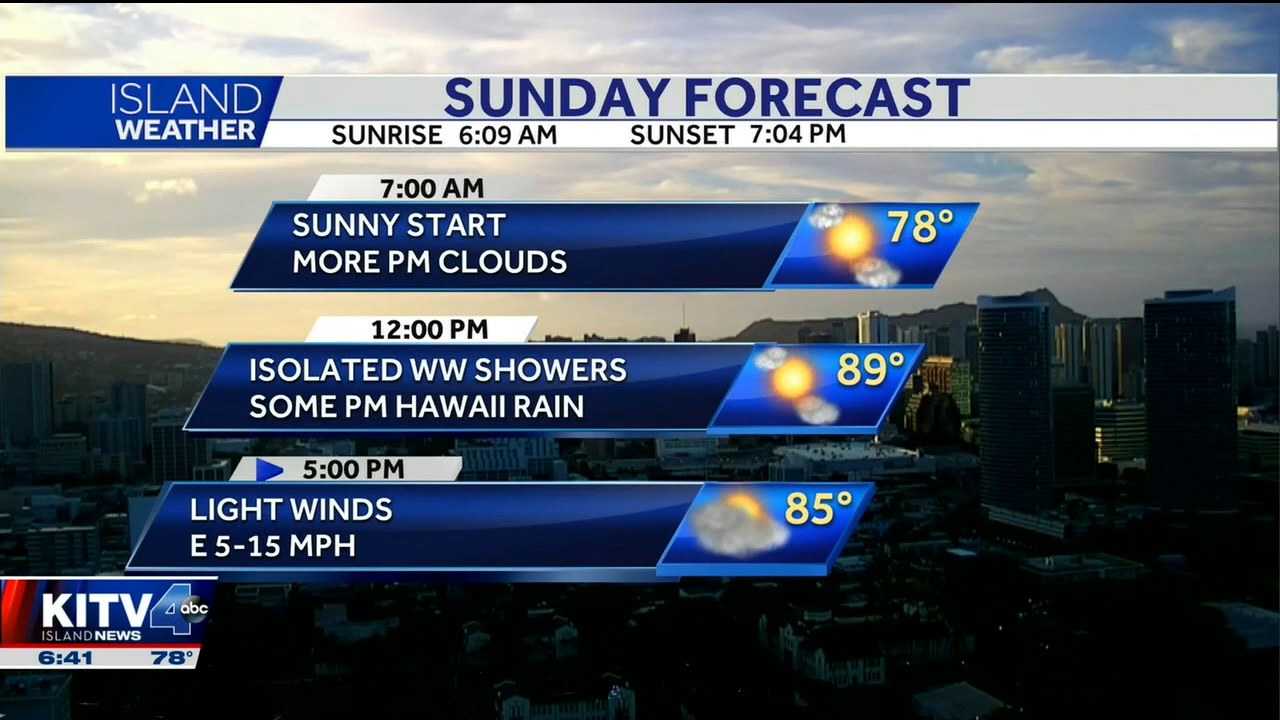 ISLAND
WEATHER
SUNDAY FORECAST
SUNRISE 6:09 AM SUNSET 7:04 PM
7:00 AM
SUNNY START
MORE PM CLOUDS
78°
12:00 PM
ISOLATED WW SHOWERS
SOME PM HAWAII RAIN
89°
5:00 PM
LIGHT WINDS
E 5-15 MPH
85°
KITV4 abc
ISLAND NEWS
6:41 78°